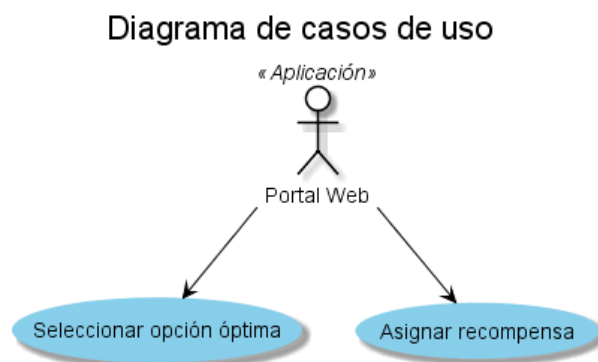 Diagrama de casos de uso
«Aplicación»
Portal Web
Seleccionar opción óptima
Asignar recompensa